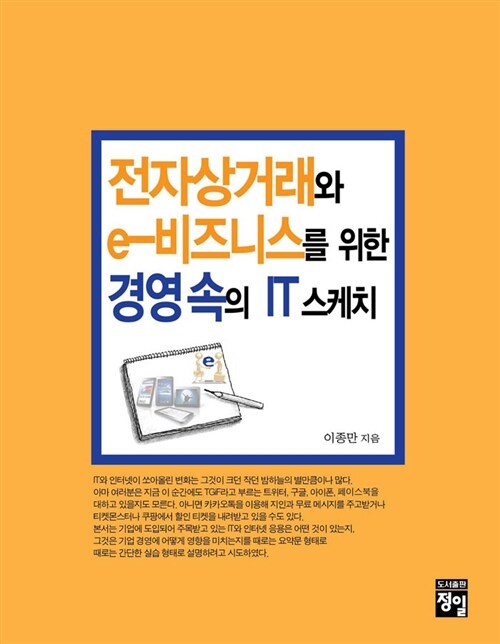 전자상거래와
e-비즈니스를 위한
경영 속의 IT 스케치
e
이종만 지음
IT와 인터넷이 쏘아올린 변화는 그것이 크던 작던 밤하늘의 별만큼이나 많다.
아마 여러분은 지금 이 순간에도 TGiF라고 부르는 트위터, 구글, 아이폰, 페이스북을
대하고 있을지도 모른다. 아니면 카카오톡을 이용해 지인과 무료 메시지를 주고받거나
티켓몬스터나 쿠팡에서 할인 티켓을 내려받고 있을 수도 있다.
본서는 기업에 도입되어 주목받고 있는 IT와 인터넷 응용은 어떤 것이 있는지,
그것은 기업 경영에 어떻게 영향을 미치는지를 때로는 요약문 형태로
때로는 간단한 실습 형태로 설명하려고 시도하였다.
도서출판
정일